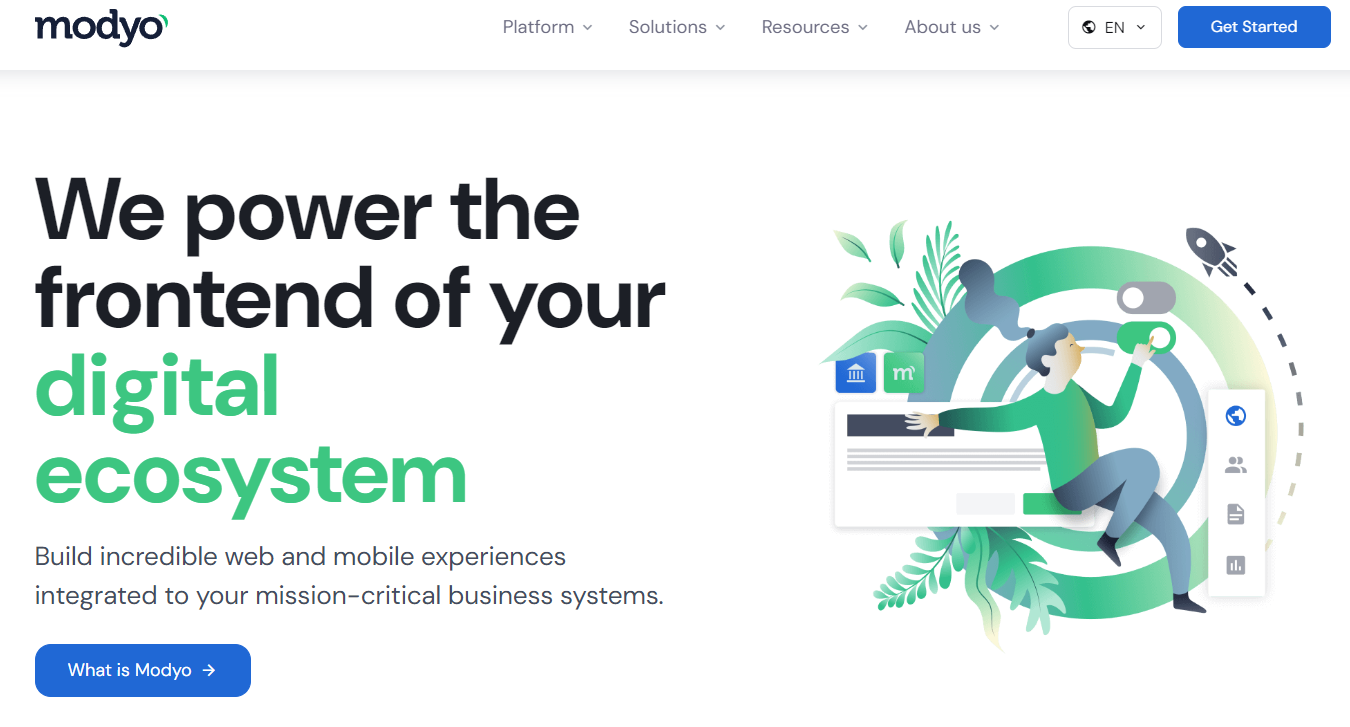 modyo
Platform
Solutions
Resources
About us
EN
Get Started
We power the
frontend of your
digital
ecosystem
m
Build incredible web and mobile experiences
integrated to your mission-critical business systems.
What is Modyo →